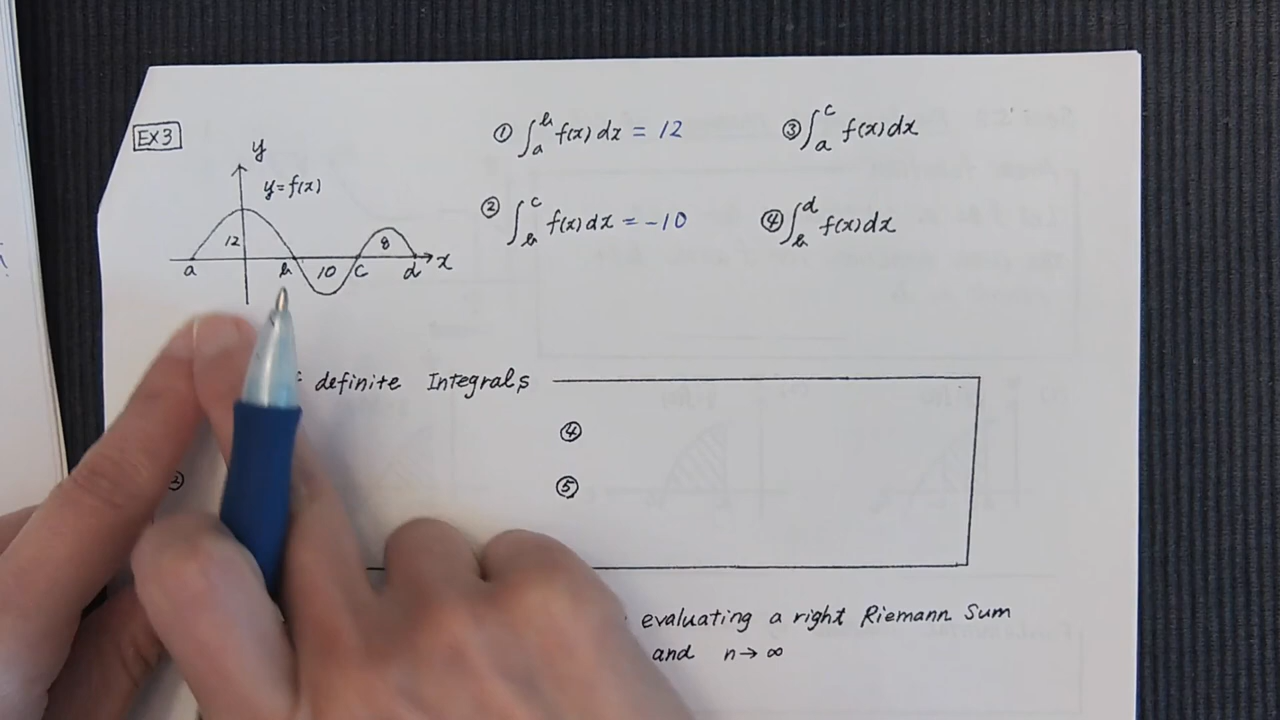 EX3
y
y=f(x)
12
8
a b 10 c d x
① ∫_a^b f(x) dx = 12
② ∫_b^c f(x) dx = -10
③ ∫_a^c f(x) dx
④ ∫_b^d f(x) dx
definite Integrals
④
⑤
evaluating a right Riemann Sum
and n→∞